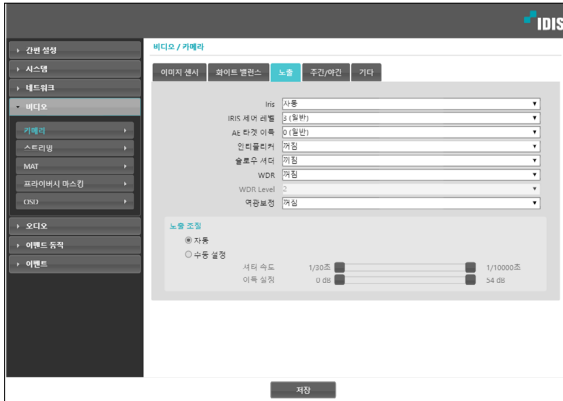 IDIS
간편 설정
시스템
네트워크
비디오
카메라
스트리밍
MAT
프라이버시 마스킹
OSD
오디오
이벤트 동작
이벤트
비디오 / 카메라
이미지 센서 화이트 밸런스 노출 주간/야간 기타
Iris 자동
IRIS 제어 레벨 3 (일반)
AE 타겟 이득 0 (일반)
안티플리커 꺼짐
슬로우 셔터 꺼짐
WDR 꺼짐
WDR Level 2
역광보정 꺼짐
노출 조절
자동
수동 설정
셔터 속도 1/30초 1/10000초
이득 설정 0 dB 54 dB
저장